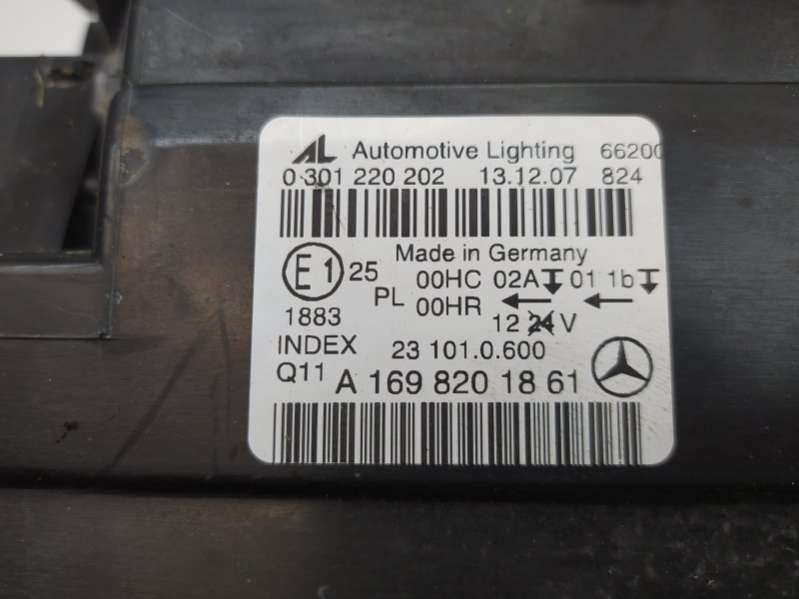 AL Automotive Lighting 66200
0 301 220 202 13.12.07 824
Made in Germany
E1 25 00HC 02A 01 1b
PL 00HR
1883 12 24 V
INDEX 23 101.0.600
Q11 A 169 820 18 61